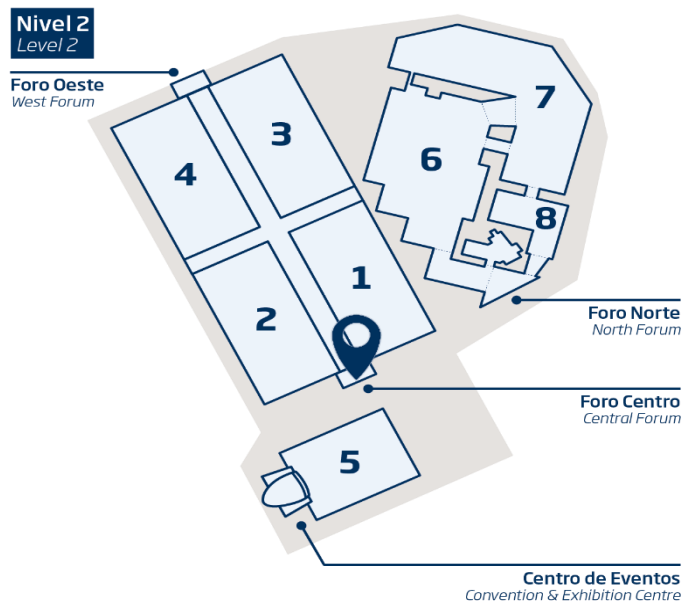 Nivel 2
Level 2
Foro Oeste
West Forum
3
4
7
6
8
1
2
Foro Norte
North Forum
Foro Centro
Central Forum
5
Centro de Eventos
Convention & Exhibition Centre